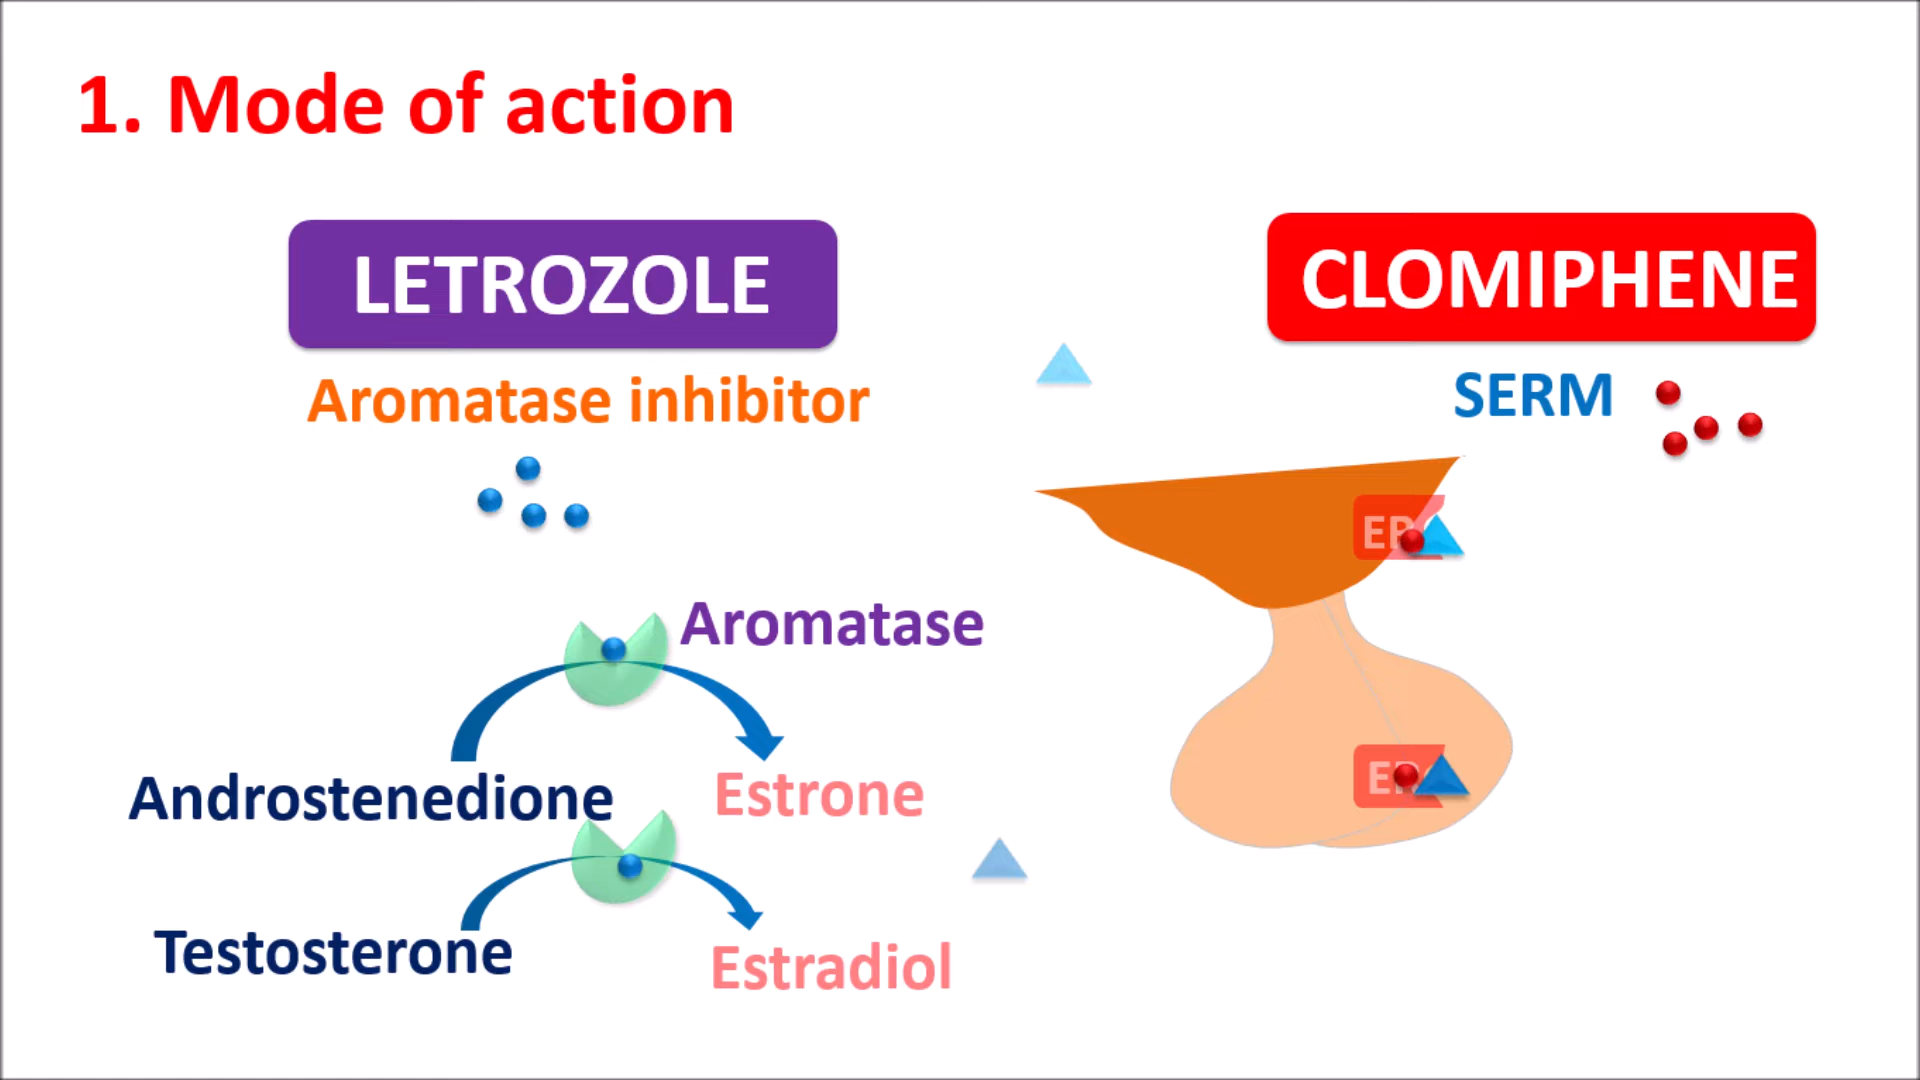 1. Mode of action
LETROZOLE
CLOMIPHENE
Aromatase inhibitor
SERM
Aromatase
Androstenedione
Estrone
Testosterone
Estradiol